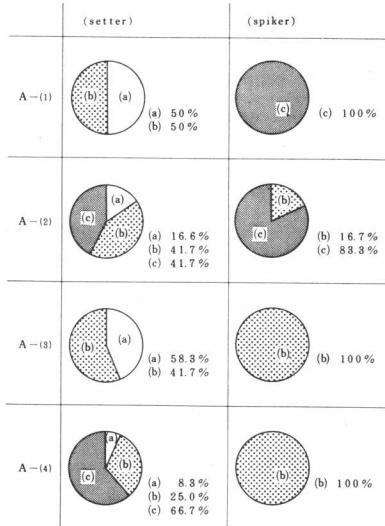 (setter) (spiker)
A-(1)
(b) (a)
(a) 50%
(b) 50%
(c)
(c) 100%
A-(2)
(a)
(c)
(b)
(a) 16.6%
(b) 41.7%
(c) 41.7%
(b)
(c)
(b) 16.7%
(c) 83.3%
A-(3)
(b) (a)
(a) 58.3%
(b) 41.7%
(b)
(b) 100%
A-(4)
(a)
(c) (b)
(a) 8.3%
(b) 25.0%
(c) 66.7%
(b)
(b) 100%